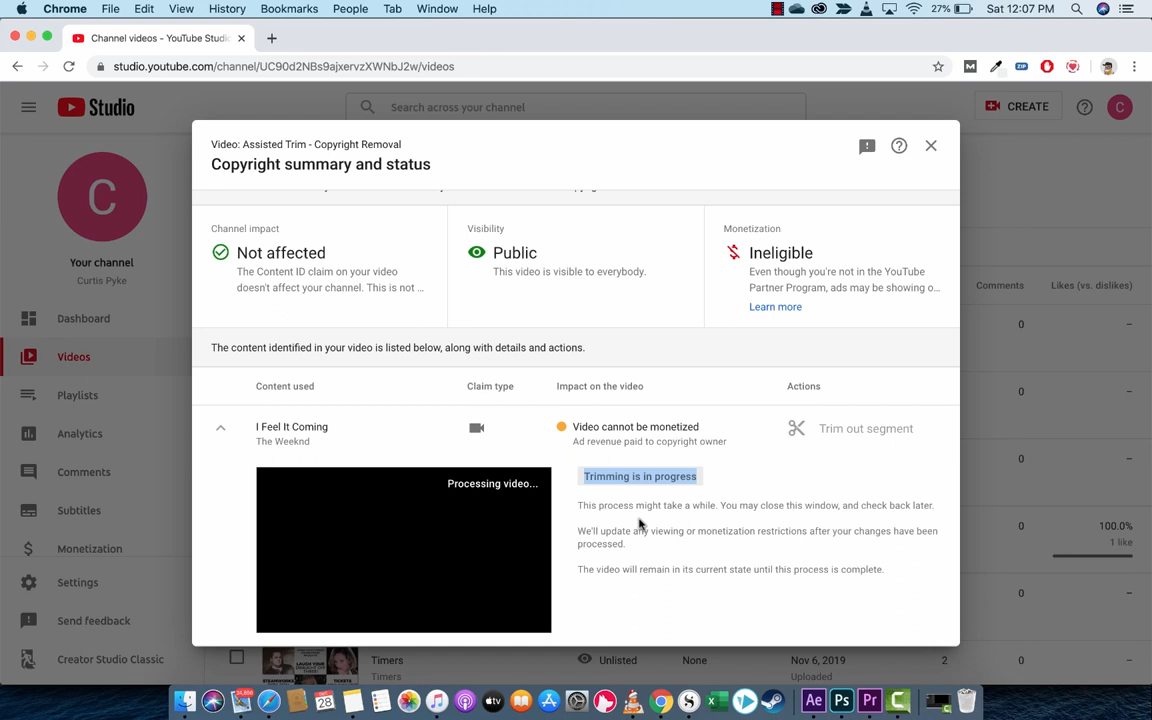 Chrome File Edit View History Bookmarks People Tab Window Help 27% Sat 12:07 PM
Channel videos - YouTube Studio
studio.youtube.com/channel/UC90d2NBs9ajxervzXWNbJ2w/videos
Studio
Search across your channel
CREATE
C
C
Your channel
Curtis Pyke
Dashboard
Videos
Playlists
Analytics
Comments
Subtitles
Monetization
Settings
Send feedback
Creator Studio Classic
Video: Assisted Trim - Copyright Removal
Copyright summary and status
Channel impact
Not affected
The Content ID claim on your video
doesn't affect your channel. This is not ...
Visibility
Public
This video is visible to everybody.
Monetization
Ineligible
Even though you're not in the YouTube
Partner Program, ads may be showing o...
Learn more
The content identified in your video is listed below, along with details and actions.
Content used Claim type Impact on the video Actions
I Feel It Coming
The Weeknd
Video cannot be monetized
Ad revenue paid to copyright owner
Trim out segment
Processing video...
Trimming is in progress
This process might take a while. You may close this window, and check back later.
We'll update any viewing or monetization restrictions after your changes have been
processed.
The video will remain in its current state until this process is complete.
Comments Likes (vs. dislikes)
0 –
0 –
0 –
0 100.0%
1 like
0 –
0 –
Timers
Timers
Unlisted
None
Nov 6, 2019
Uploaded
2